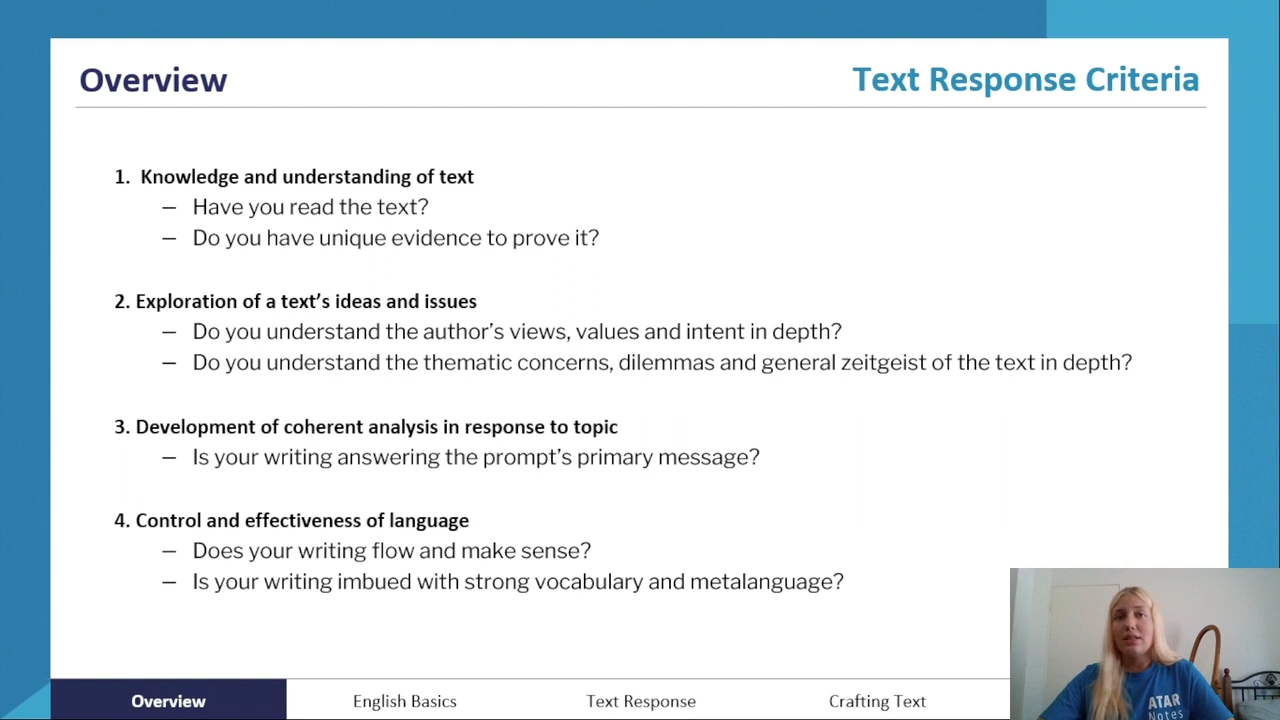 Overview
Text Response Criteria
1. Knowledge and understanding of text
– Have you read the text?
– Do you have unique evidence to prove it?
2. Exploration of a text's ideas and issues
– Do you understand the author's views, values and intent in depth?
– Do you understand the thematic concerns, dilemmas and general zeitgeist of the text in depth?
3. Development of coherent analysis in response to topic
– Is your writing answering the prompt's primary message?
4. Control and effectiveness of language
– Does your writing flow and make sense?
– Is your writing imbued with strong vocabulary and metalanguage?
Overview
English Basics
Text Response
Crafting Text
ATAR
Notes